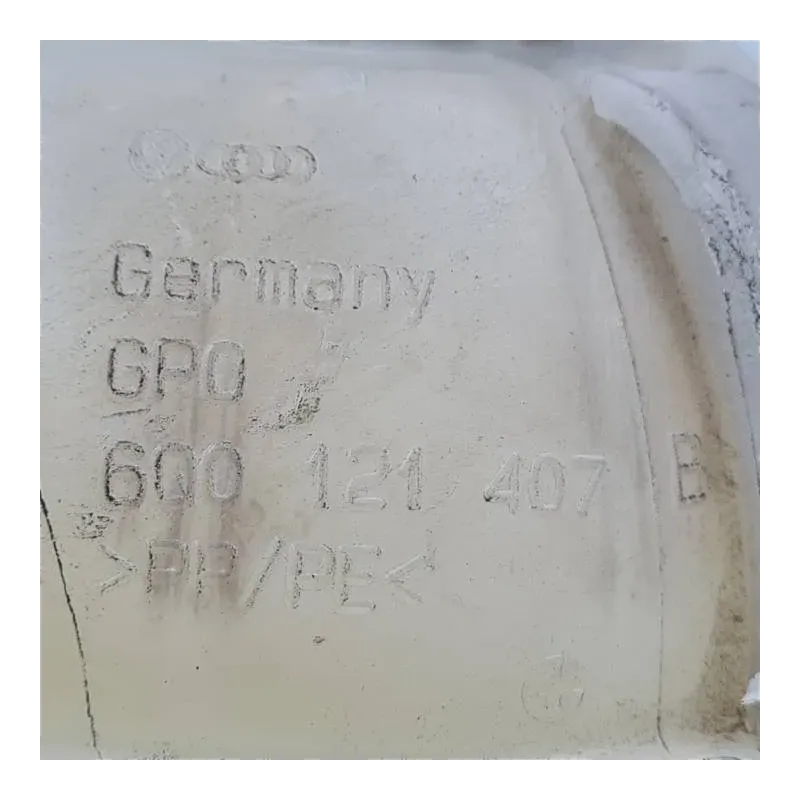 Germany
GPO
6Q0 121 407 B
>PP/PE<